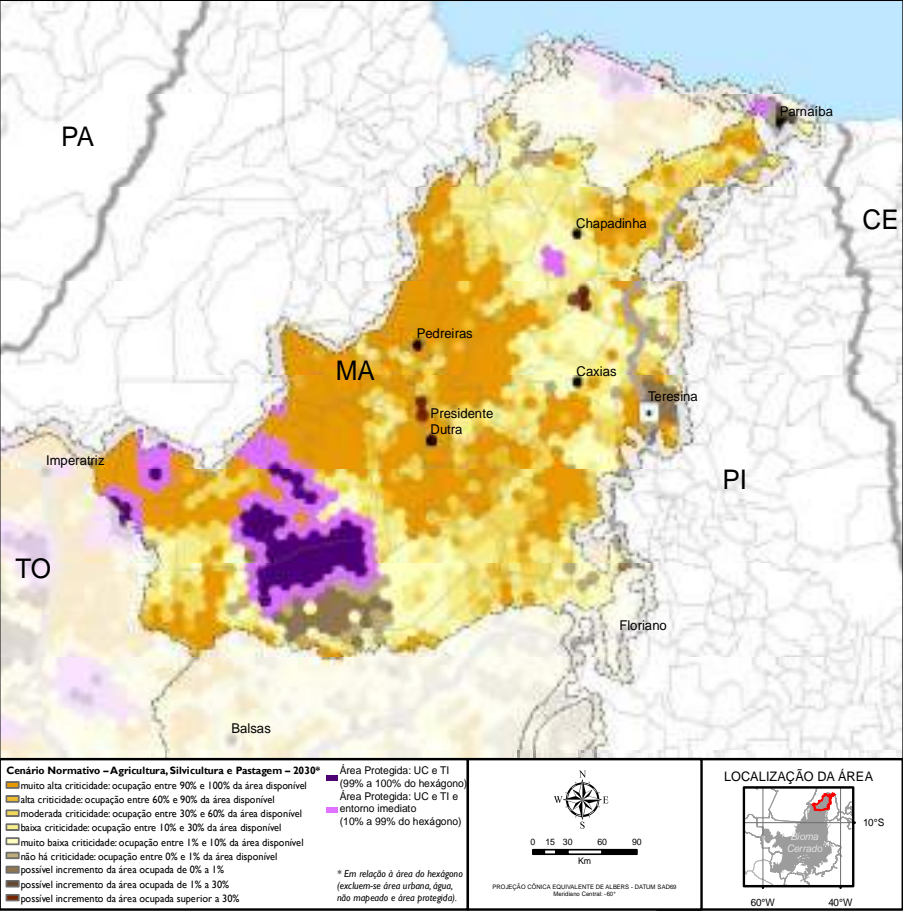 PA
Parnaíba
CE
Chapadinha
Pedreiras
MA
Caxias
Teresina
Presidente
Dutra
Imperatriz
PI
TO
Floriano
Balsas
Cenário Normativo – Agricultura, Silvicultura e Pastagem – 2030*
muito alta criticidade: ocupação entre 90% e 100% da área disponível
alta criticidade: ocupação entre 60% e 90% da área disponível
moderada criticidade: ocupação entre 30% e 60% da área disponível
baixa criticidade: ocupação entre 10% e 30% da área disponível
muito baixa criticidade: ocupação entre 1% e 10% da área disponível
não há criticidade: ocupação entre 0% e 1% da área disponível
possível incremento da área ocupada de 0% a 1%
possível incremento da área ocupada de 1% a 30%
possível incremento da área ocupada superior a 30%
Área Protegida: UC e TI
(99% a 100% do hexágono)
Área Protegida: UC e TI e
entorno imediato
(10% a 99% do hexágono)
* Em relação à área do hexágono
(excluem-se área urbana, água,
não mapeado e área protegida).
N
W E
S
0 15 30 60 90
Km
PROJEÇÃO CÔNICA EQUIVALENTE DE ALBERS - DATUM SAD69
Meridiano Central: -60°
LOCALIZAÇÃO DA ÁREA
10°S
Bioma
Cerrado
60°W 40°W